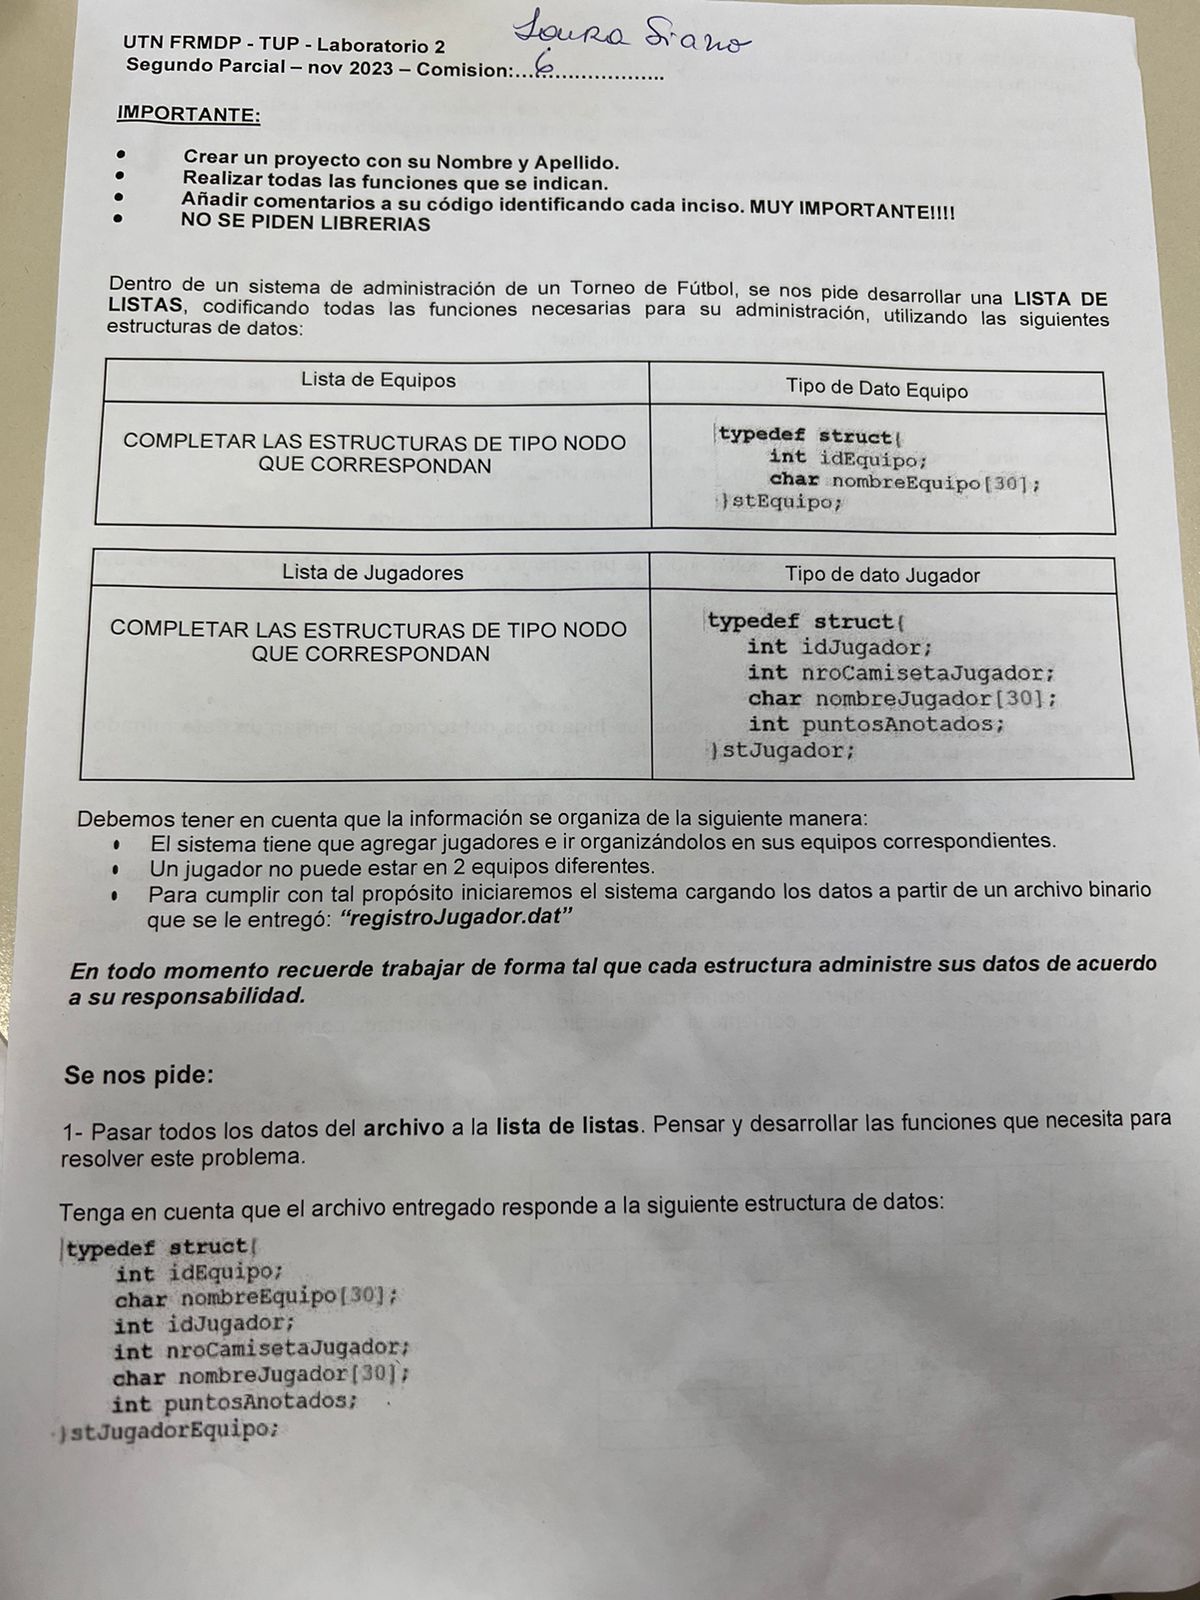 Laura Siano
UTN FRMDP - TUP - Laboratorio 2
Segundo Parcial – nov 2023 – Comision:....6....................
IMPORTANTE:
• Crear un proyecto con su Nombre y Apellido.
• Realizar todas las funciones que se indican.
• Añadir comentarios a su código identificando cada inciso. MUY IMPORTANTE!!!!
• NO SE PIDEN LIBRERIAS
Dentro de un sistema de administración de un Torneo de Fútbol, se nos pide desarrollar una LISTA DE
LISTAS, codificando todas las funciones necesarias para su administración, utilizando las siguientes
estructuras de datos:
Lista de Equipos
Tipo de Dato Equipo
COMPLETAR LAS ESTRUCTURAS DE TIPO NODO
QUE CORRESPONDAN
typedef struct{
int idEquipo;
char nombreEquipo[30];
}stEquipo;
Lista de Jugadores
Tipo de dato Jugador
COMPLETAR LAS ESTRUCTURAS DE TIPO NODO
QUE CORRESPONDAN
typedef struct{
int idJugador;
int nroCamisetaJugador;
char nombreJugador[30];
int puntosAnotados;
}stJugador;
Debemos tener en cuenta que la información se organiza de la siguiente manera:
• El sistema tiene que agregar jugadores e ir organizándolos en sus equipos correspondientes.
• Un jugador no puede estar en 2 equipos diferentes.
• Para cumplir con tal propósito iniciaremos el sistema cargando los datos a partir de un archivo binario
que se le entregó: “registroJugador.dat”
En todo momento recuerde trabajar de forma tal que cada estructura administre sus datos de acuerdo
a su responsabilidad.
Se nos pide:
1- Pasar todos los datos del archivo a la lista de listas. Pensar y desarrollar las funciones que necesita para
resolver este problema.
Tenga en cuenta que el archivo entregado responde a la siguiente estructura de datos:
typedef struct{
int idEquipo;
char nombreEquipo[30];
int idJugador;
int nroCamisetaJugador;
char nombreJugador[30];
int puntosAnotados;
}stJugadorEquipo;